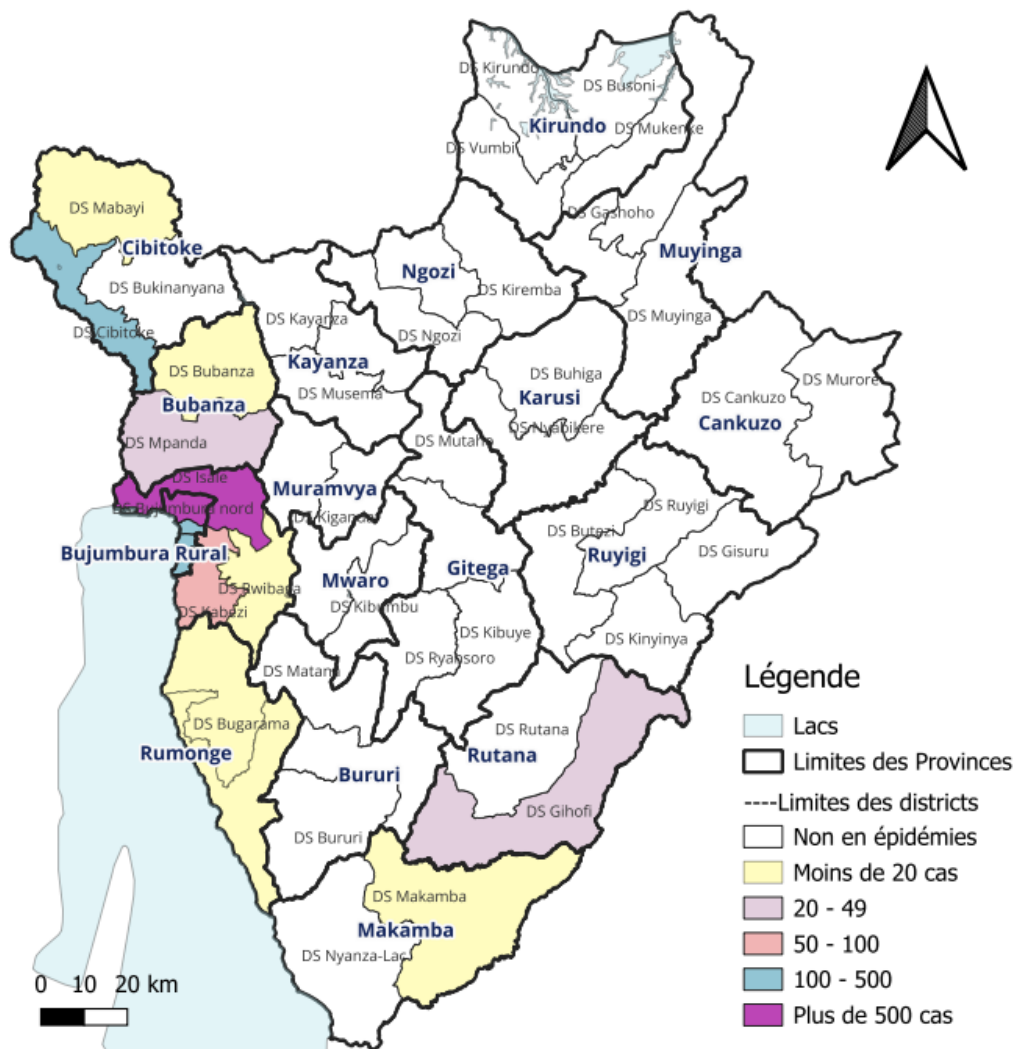 DS Kirundo
DS Busoni
Kirundo
DS Mukenke
DS Vumbi
DS Mabayi
DS Gashoho
Cibitoke
Muyinga
Ngozi
DS Bukinanyana
DS Kiremba
DS Kayanza
DS Muyinga
DS Cibitoke
DS Ngozi
Kayanza
DS Bubanza
DS Buhiga
DS Murore
DS Musema
Karusi
DS Cankuzo
Bubanza
Cankuzo
DS Nyabikere
DS Mpanda
DS Mutaho
DS Isale
Muramvya
DS Ruyigi
DS Bujumbura nord
DS Kiganda
DS Butezi
Bujumbura Rural
Ruyigi
DS Gisuru
Gitega
Mwaro
DS Rwibaga
DS Kibumbu
DS Kabezi
DS Kibuye
DS Kinyinya
DS Ryansoro
DS Matana
Légende
DS Bugarama
DS Rutana
Lacs
Rumonge
Rutana
Limites des Provinces
Bururi
Limites des districts
DS Gihofi
DS Bururi
Non en épidémies
Moins de 20 cas
DS Makamba
20 - 49
Makamba
50 - 100
DS Nyanza-Lac
0 10 20 km
100 - 500
Plus de 500 cas